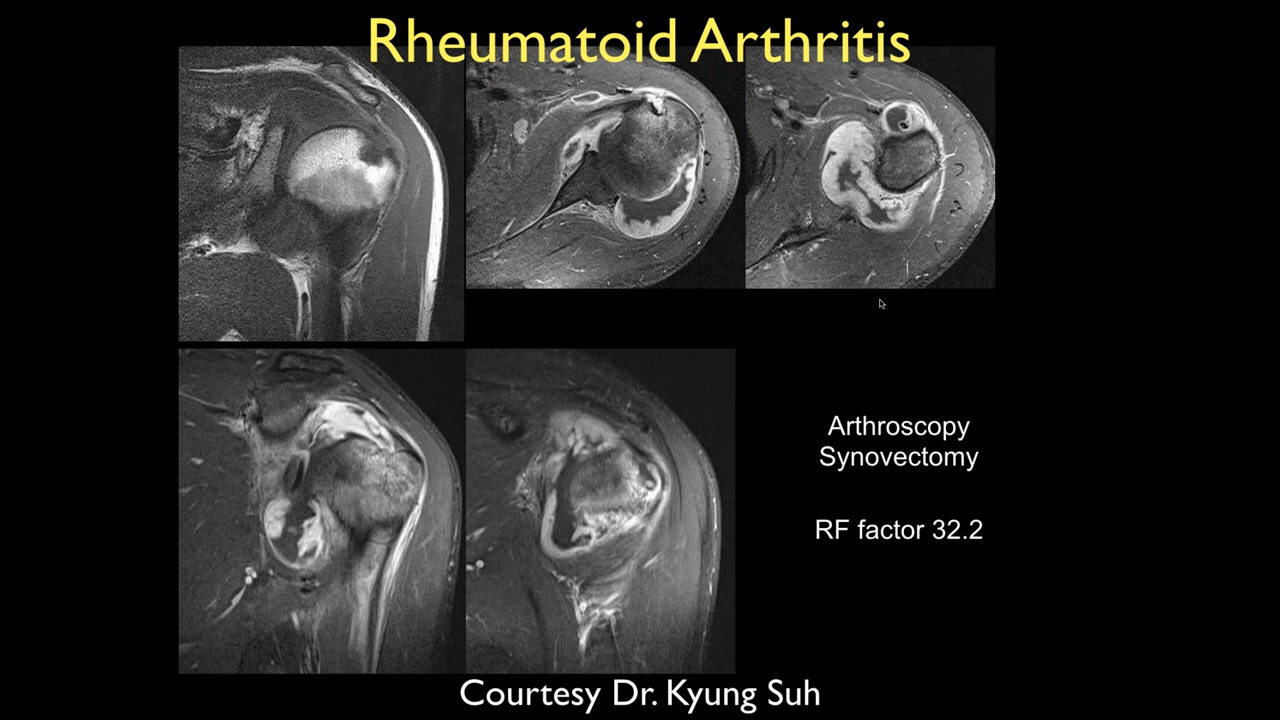 Rheumatoid Arthritis
Arthroscopy
Synovectomy
RF factor 32.2
Courtesy Dr. Kyung Suh